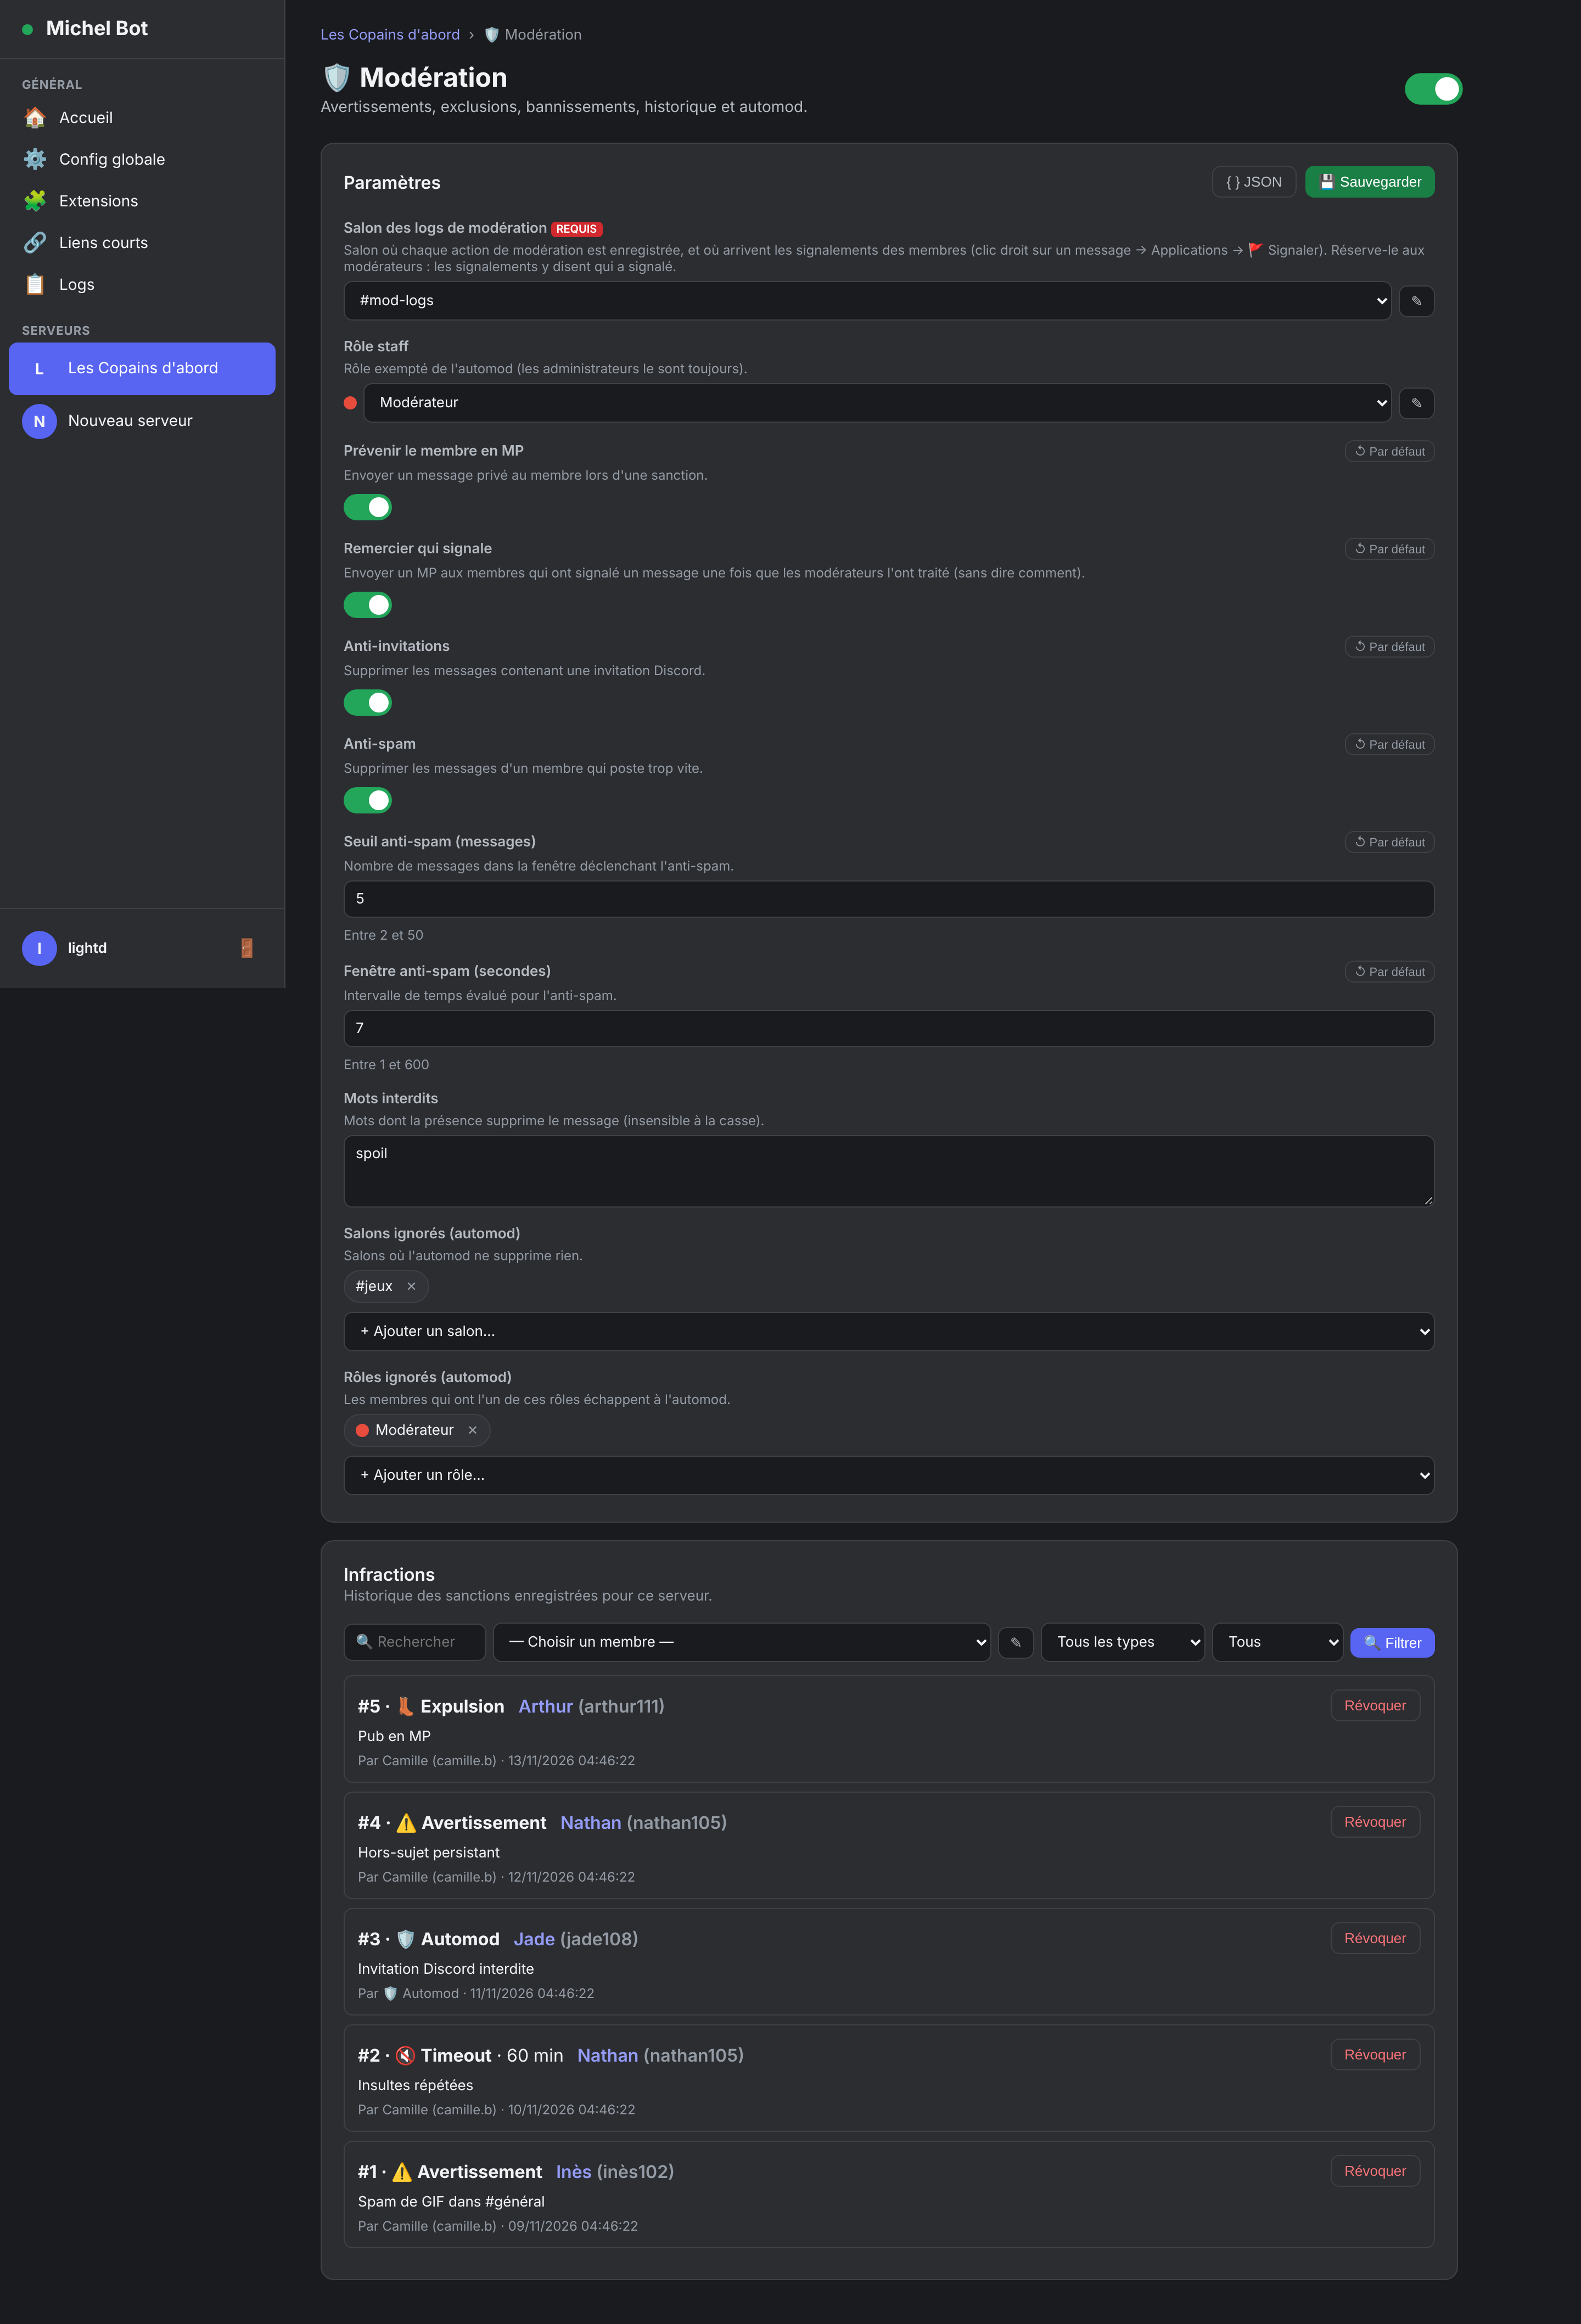 Michel Bot
GÉNÉRAL
🏠 Accueil
⚙️ Config globale
🧩 Extensions
🔗 Liens courts
📋 Logs
SERVEURS
L Les Copains d'abord
N Nouveau serveur
l lightd
Les Copains d'abord › 🛡️ Modération
🛡️ Modération
Avertissements, exclusions, bannissements, historique et automod.
Paramètres
{ } JSON
💾 Sauvegarder
Salon des logs de modération REQUIS
Salon où chaque action de modération est enregistrée, et où arrivent les signalements des membres (clic droit sur un message → Applications → 🚩 Signaler). Réserve-le aux
modérateurs : les signalements y disent qui a signalé.
#mod-logs
✎
Rôle staff
Rôle exempté de l'automod (les administrateurs le sont toujours).
Modérateur
✎
Prévenir le membre en MP
↺ Par défaut
Envoyer un message privé au membre lors d'une sanction.
Remercier qui signale
↺ Par défaut
Envoyer un MP aux membres qui ont signalé un message une fois que les modérateurs l'ont traité (sans dire comment).
Anti-invitations
↺ Par défaut
Supprimer les messages contenant une invitation Discord.
Anti-spam
↺ Par défaut
Supprimer les messages d'un membre qui poste trop vite.
Seuil anti-spam (messages)
↺ Par défaut
Nombre de messages dans la fenêtre déclenchant l'anti-spam.
5
Entre 2 et 50
Fenêtre anti-spam (secondes)
↺ Par défaut
Intervalle de temps évalué pour l'anti-spam.
7
Entre 1 et 600
Mots interdits
Mots dont la présence supprime le message (insensible à la casse).
spoil
Salons ignorés (automod)
Salons où l'automod ne supprime rien.
#jeux ✕
+ Ajouter un salon…
Rôles ignorés (automod)
Les membres qui ont l'un de ces rôles échappent à l'automod.
Modérateur ✕
+ Ajouter un rôle…
Infractions
Historique des sanctions enregistrées pour ce serveur.
🔍 Rechercher
— Choisir un membre —
✎
Tous les types
Tous
🔍 Filtrer
#5 · 👢 Expulsion Arthur (arthur111)
Révoquer
Pub en MP
Par Camille (camille.b) · 13/11/2026 04:46:22
#4 · ⚠️ Avertissement Nathan (nathan105)
Révoquer
Hors-sujet persistant
Par Camille (camille.b) · 12/11/2026 04:46:22
#3 · 🛡️ Automod Jade (jade108)
Révoquer
Invitation Discord interdite
Par 🛡️ Automod · 11/11/2026 04:46:22
#2 · 🔇 Timeout · 60 min Nathan (nathan105)
Révoquer
Insultes répétées
Par Camille (camille.b) · 10/11/2026 04:46:22
#1 · ⚠️ Avertissement Inès (inès102)
Révoquer
Spam de GIF dans #général
Par Camille (camille.b) · 09/11/2026 04:46:22